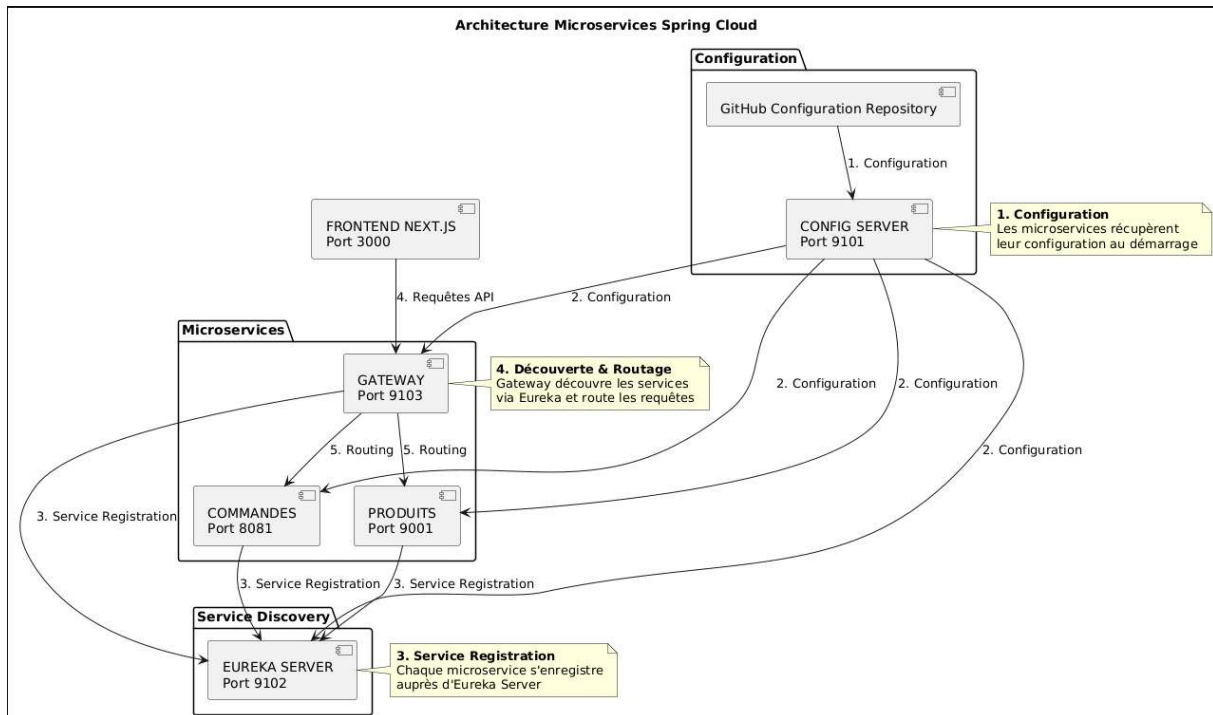 Architecture Microservices Spring Cloud
Configuration
GitHub Configuration Repository
1. Configuration
FRONTEND NEXT.JS
Port 3000
CONFIG SERVER
Port 9101
1. Configuration
Les microservices récupèrent
leur configuration au démarrage
4. Requêtes API
2. Configuration
Microservices
GATEWAY
Port 9103
4. Découverte & Routage
Gateway découvre les services
via Eureka et route les requêtes
2. Configuration
2. Configuration
5. Routing
5. Routing
2. Configuration
COMMANDES
Port 8081
PRODUITS
Port 9001
3. Service Registration
3. Service Registration
3. Service Registration
Service Discovery
EUREKA SERVER
Port 9102
3. Service Registration
Chaque microservice s'enregistre
auprès d'Eureka Server